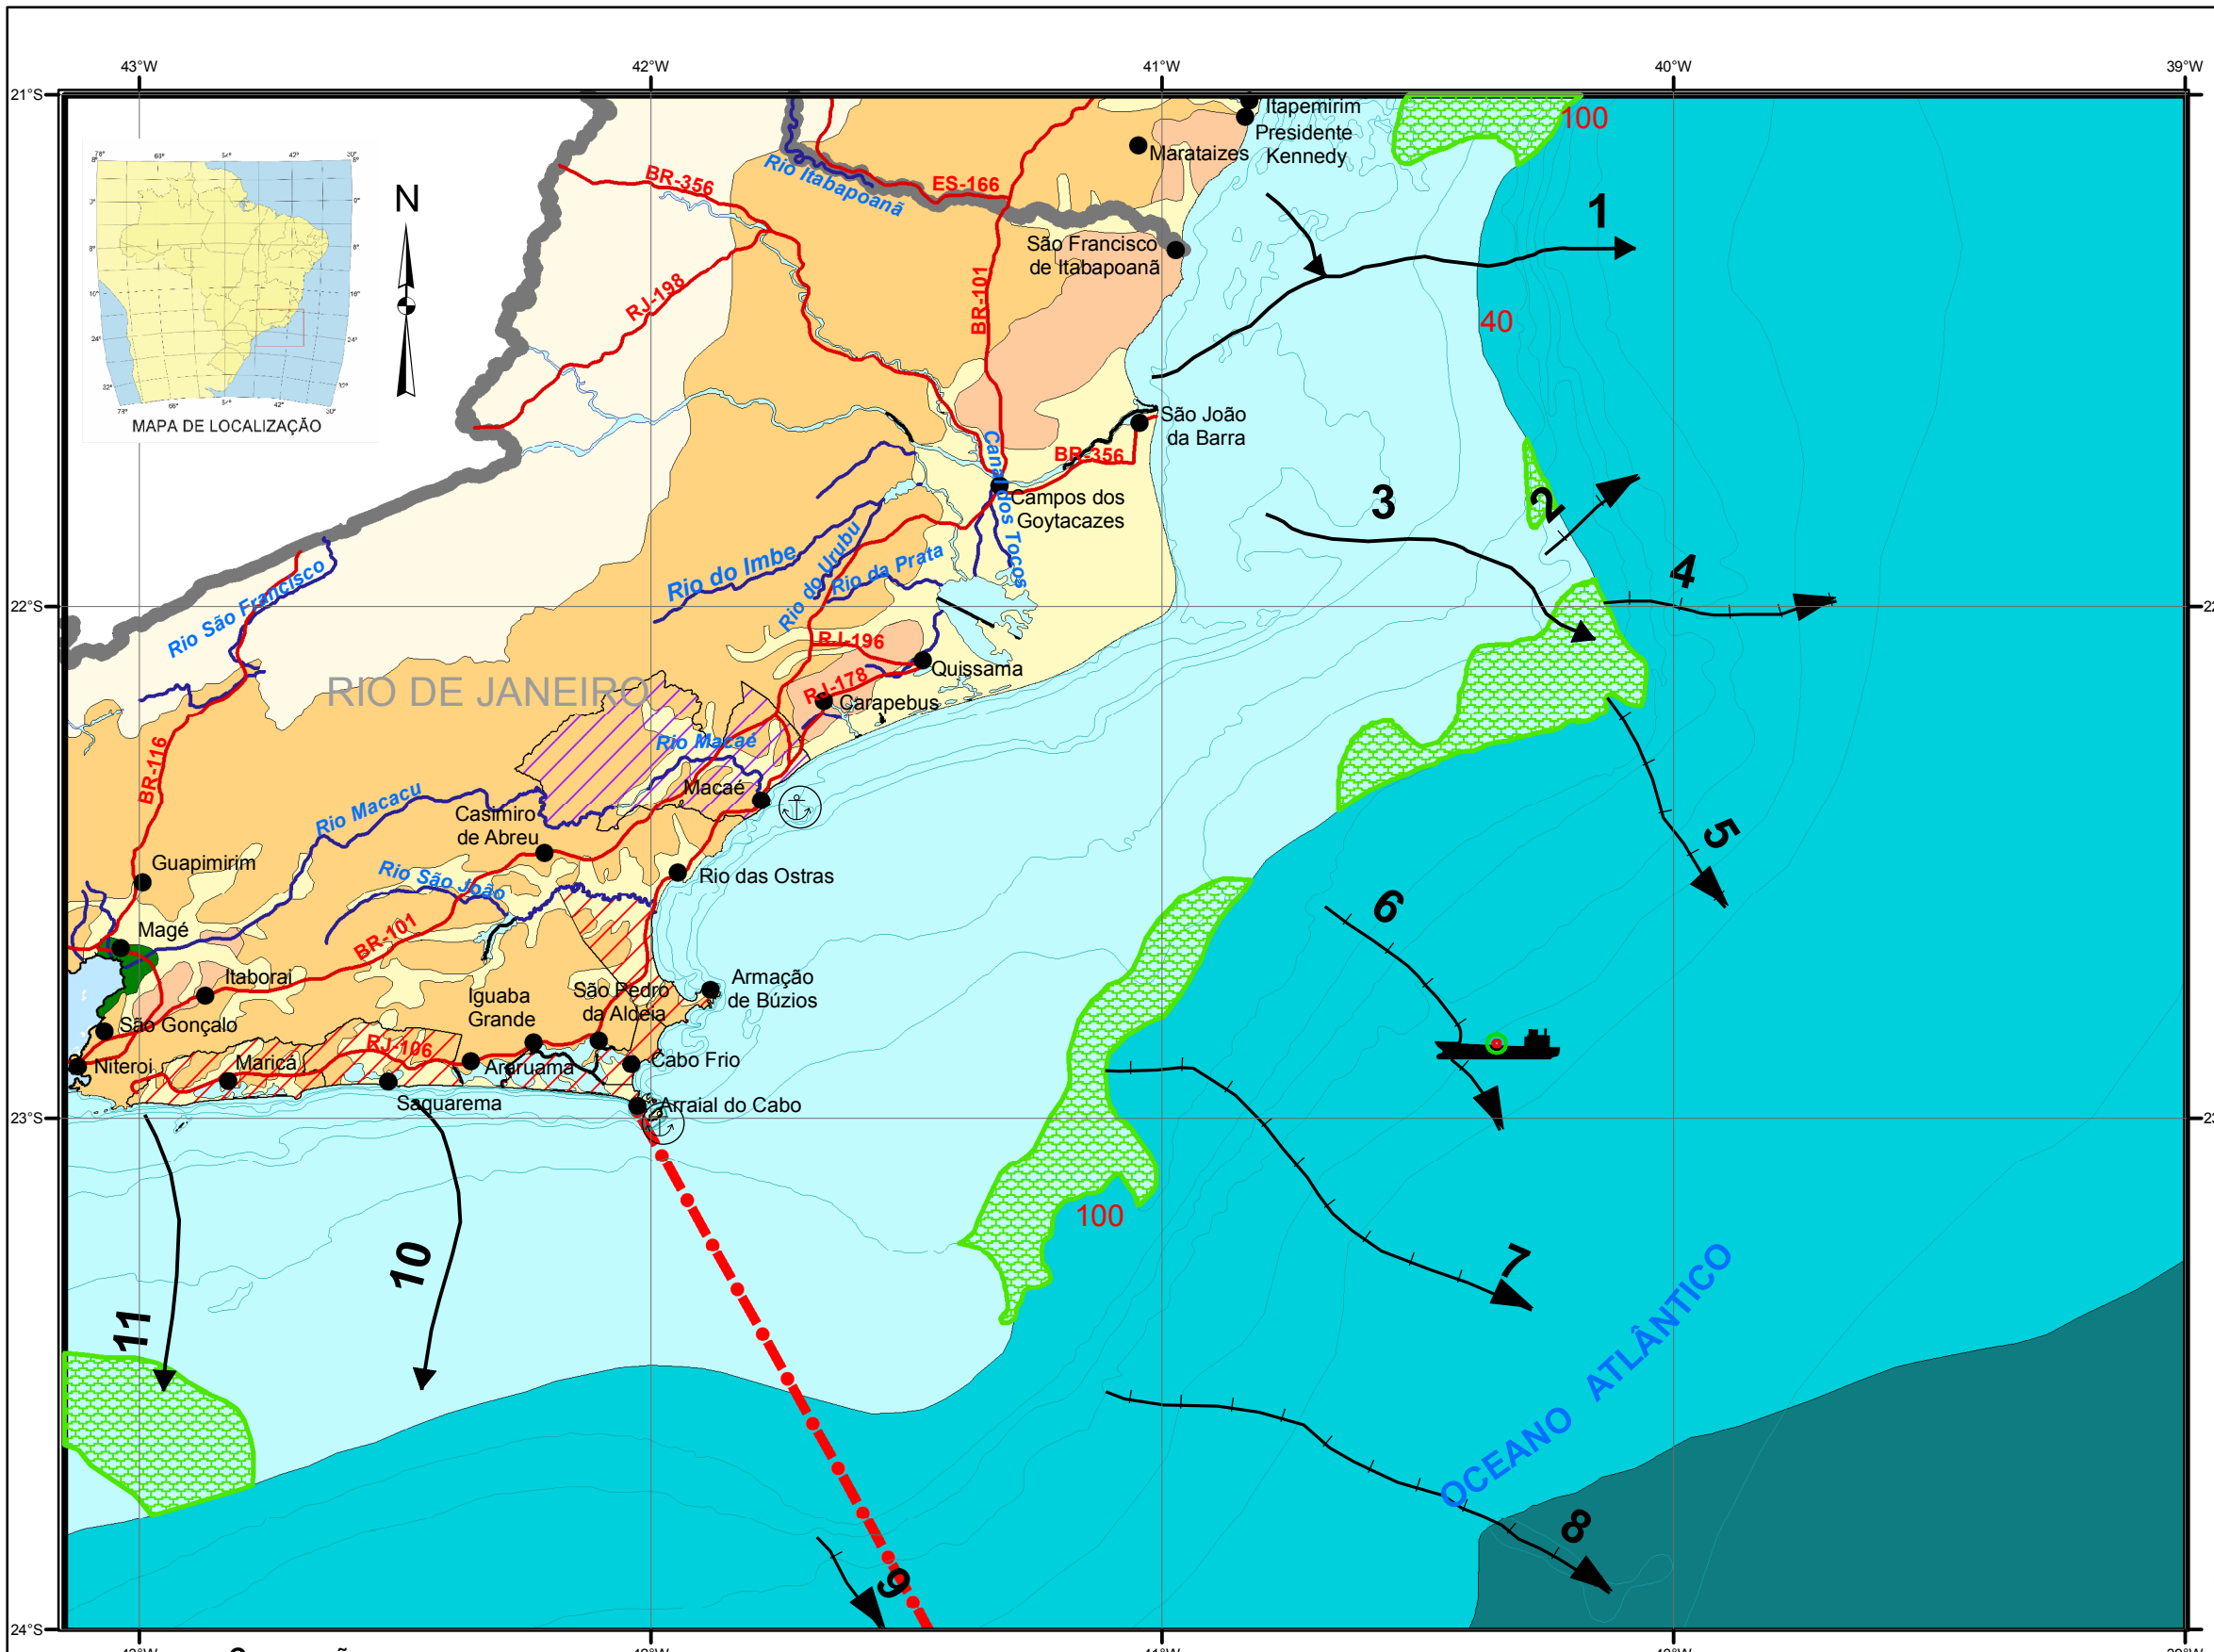 43°W
42°W
41°W
40°W
39°W
21°S
Itapemirim
100
Presidente
Kennedy
Marataizes
78°
66°
54°
42°
30°
N
BR-356
Rio Itabapoanã
ES-166
1
São Francisco
de Itabapoanã
BR-101
RJ-198
40
MAPA DE LOCALIZAÇÃO
São João
da Barra
Canal dos Tocos
BR-356
Campos dos
Goytacazes
3
2
4
Rio do Imbe
Rio do Urubu
Rio da Prata
Rio São Francisco
22°S
RJ-196
Quissama
RIO DE JANEIRO
RJ-178
Carapebus
Rio Macaé
BR-116
Macaé
Rio Macacu
Casimiro
de Abreu
5
Guapimirim
Rio São João
Rio das Ostras
6
Magé
BR-101
Itaborai
Iguaba
Grande
São Pedro
da Aldeia
Armação
de Búzios
São Gonçalo
RJ-106
Niteroi
Maricá
Araruama
Cabo Frio
Saquarema
Arraial do Cabo
23°S
100
10
7
11
OCEANO ATLÂNTICO
8
9
24°S